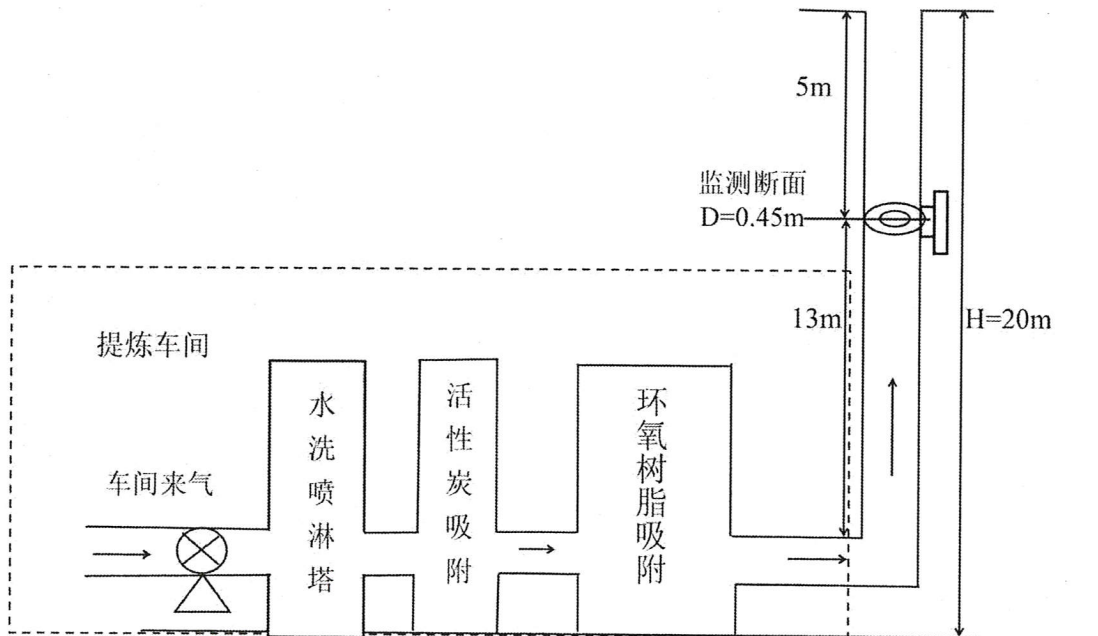 5m
监测断面
D=0.45m
13m
H=20m
提炼车间
车间来气
水洗喷淋塔
活性炭吸附
环氧树脂吸附